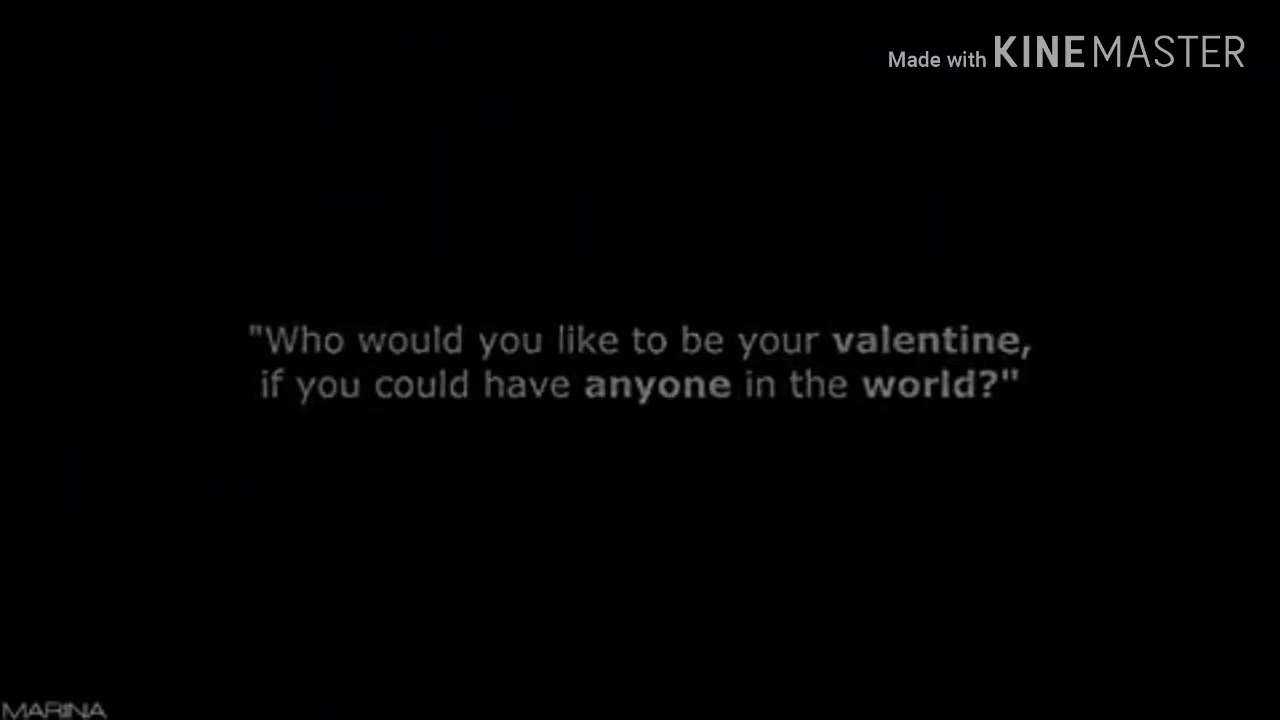 Made with KINEMASTER
"Who would you like to be your valentine,
if you could have anyone in the world?"
MARINA